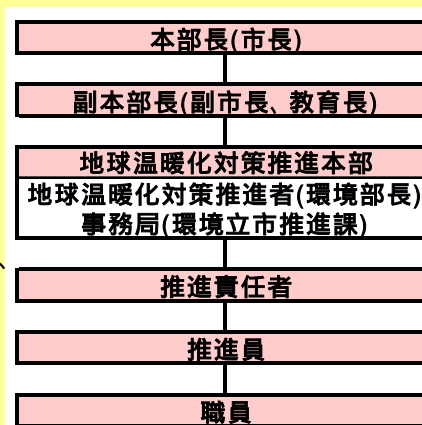 本部長(市長)
副本部長(副市長、教育長)
地球温暖化対策推進本部
地球温暖化対策推進者(環境部長)
事務局(環境立市推進課)
推進責任者
推進員
職員